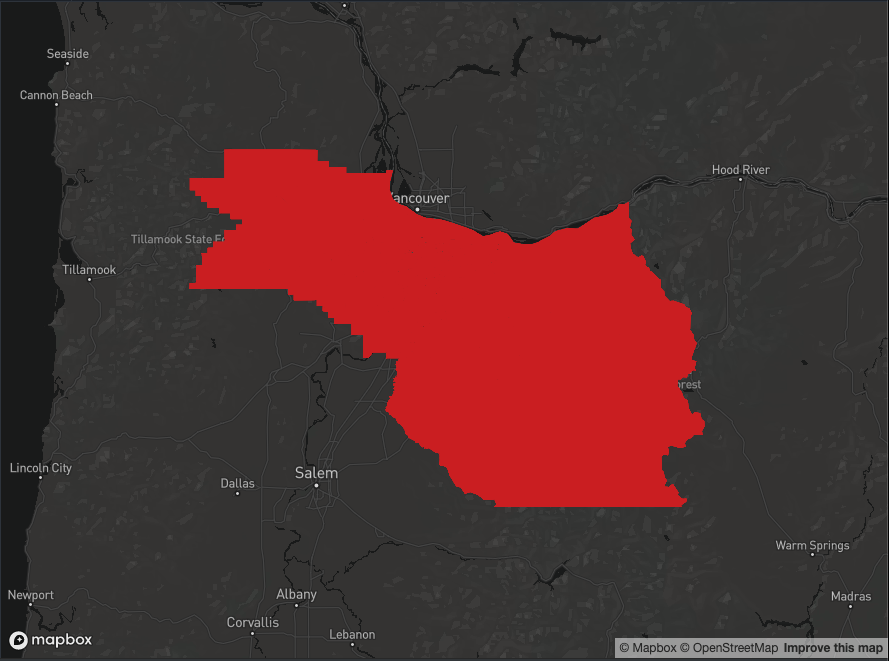 Seaside
Cannon Beach
Hood River
ancouver
Tillamook State F
Tillamook
orest
Lincoln City
Salem
Dallas
Warm Springs
Newport
Albany
Madras
Corvallis
Lebanon
mapbox
© Mapbox © OpenStreetMap Improve this map